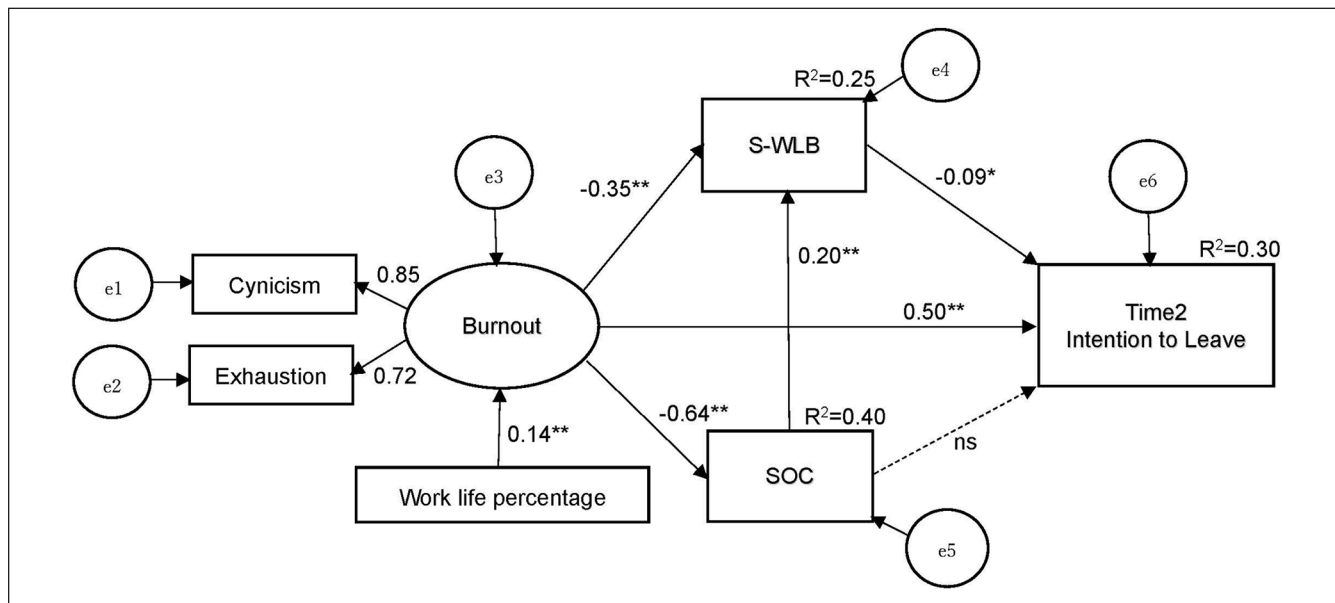 R²=0.25
e4
S-WLB
e3
-0.35**
-0.09*
e6
0.20**
R²=0.30
e1
Cynicism
0.85
Burnout
0.50**
Time2
Intention to Leave
e2
Exhaustion
0.72
-0.64**
R²=0.40
0.14**
ns
SOC
Work life percentage
e5